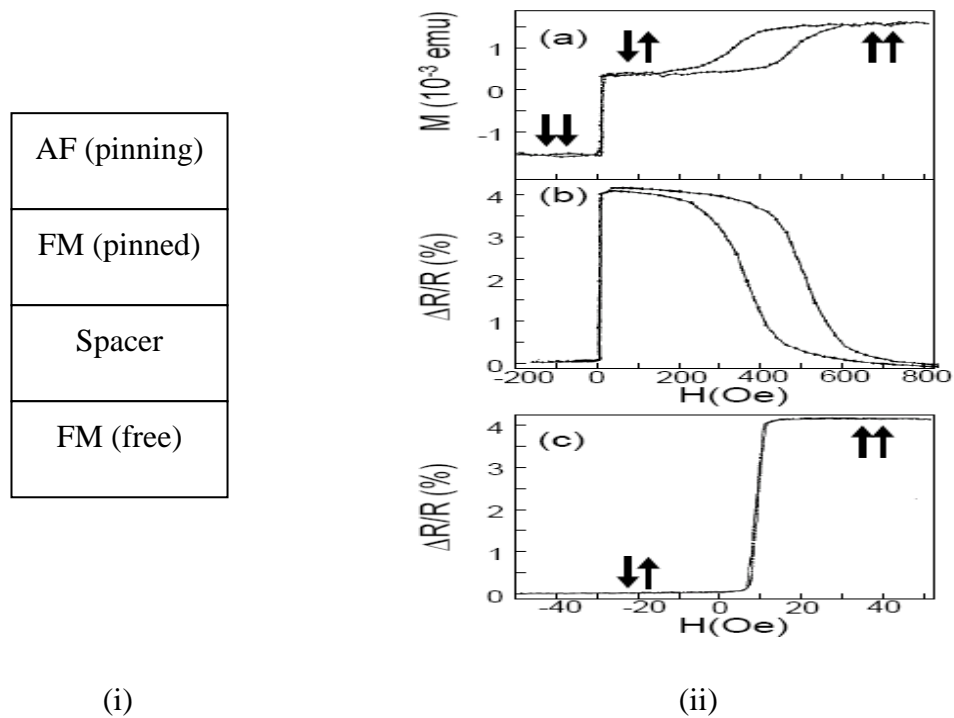 AF (pinning)
FM (pinned)
Spacer
FM (free)
(i)
(a)
M (10⁻³ emu)
1
0
-1
(b)
ΔR/R (%)
4
3
2
1
0
-200 0 200 400 600 800
H(Oe)
(c)
ΔR/R (%)
4
3
2
1
0
-40 -20 0 20 40
H(Oe)
(ii)